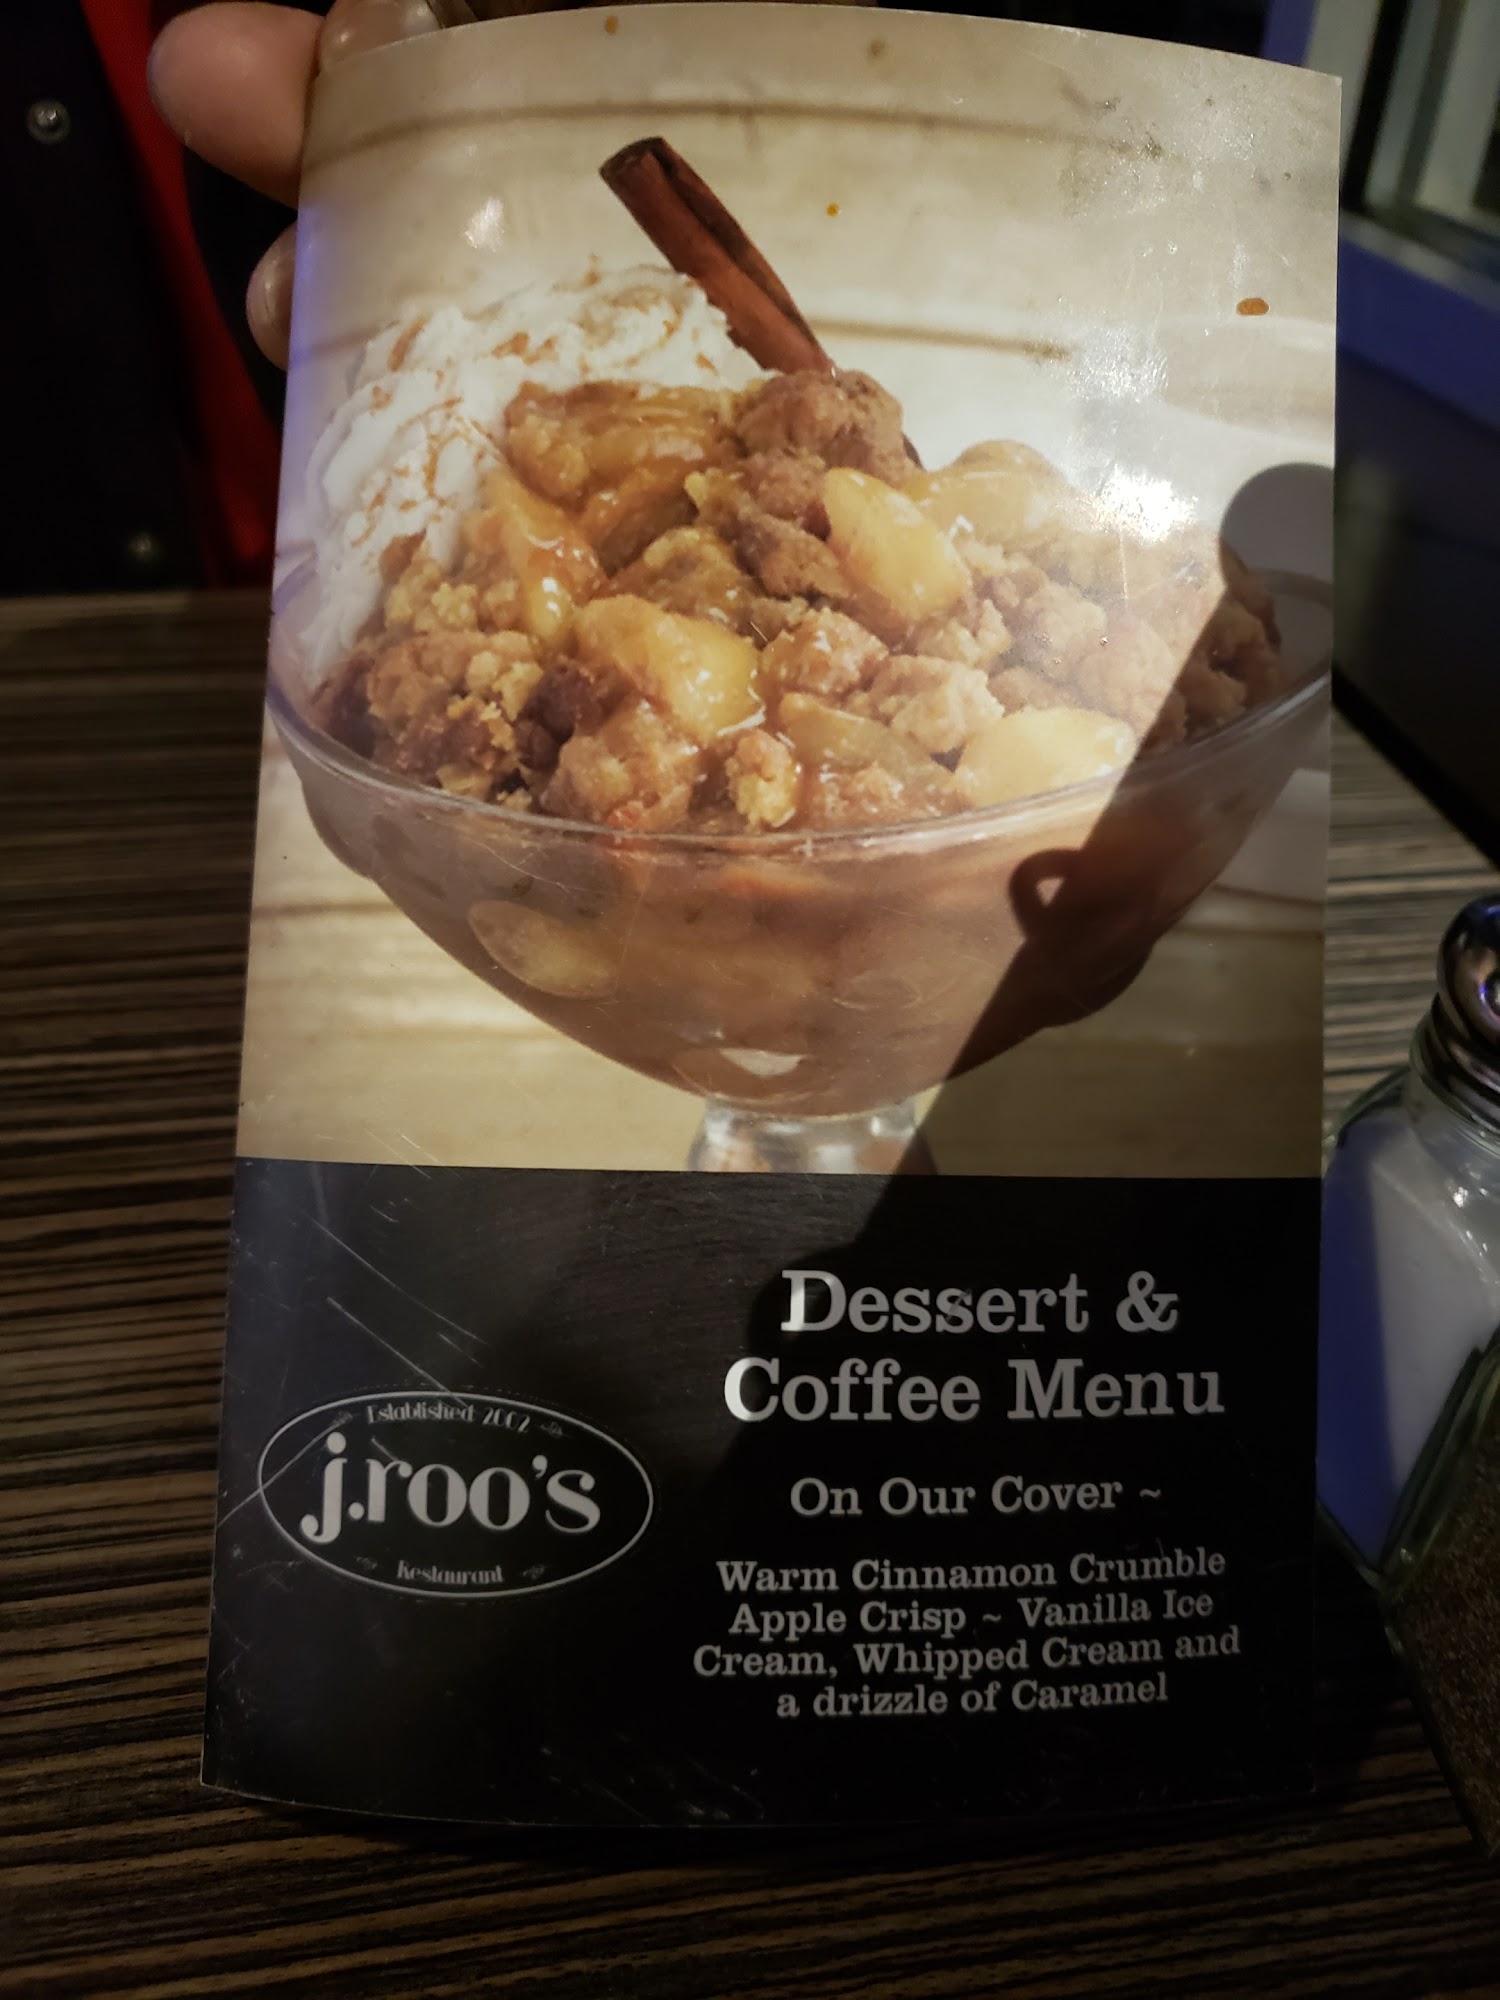 Dessert &
Coffee Menu
Established 2002
j.roo's
Restaurant
On Our Cover ~
Warm Cinnamon Crumble
Apple Crisp ~ Vanilla Ice
Cream, Whipped Cream and
a drizzle of Caramel